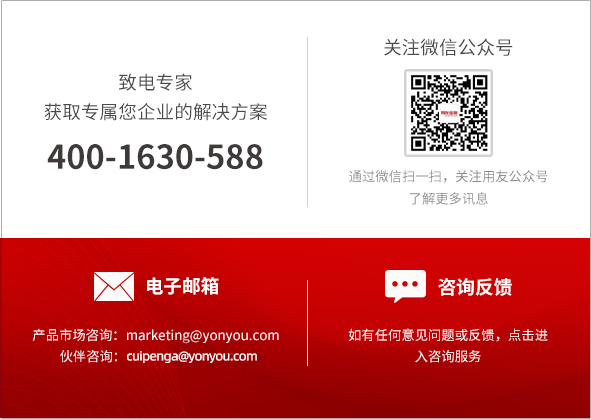 致电专家
获取专属您企业的解决方案
400-1630-588
关注微信公众号
通过微信扫一扫，关注用友公众号
了解更多讯息
电子邮箱
产品市场咨询：marketing@yonyou.com
伙伴咨询：cuipenga@yonyou.com
咨询反馈
如有任何意见问题或反馈，点击进
入咨询服务